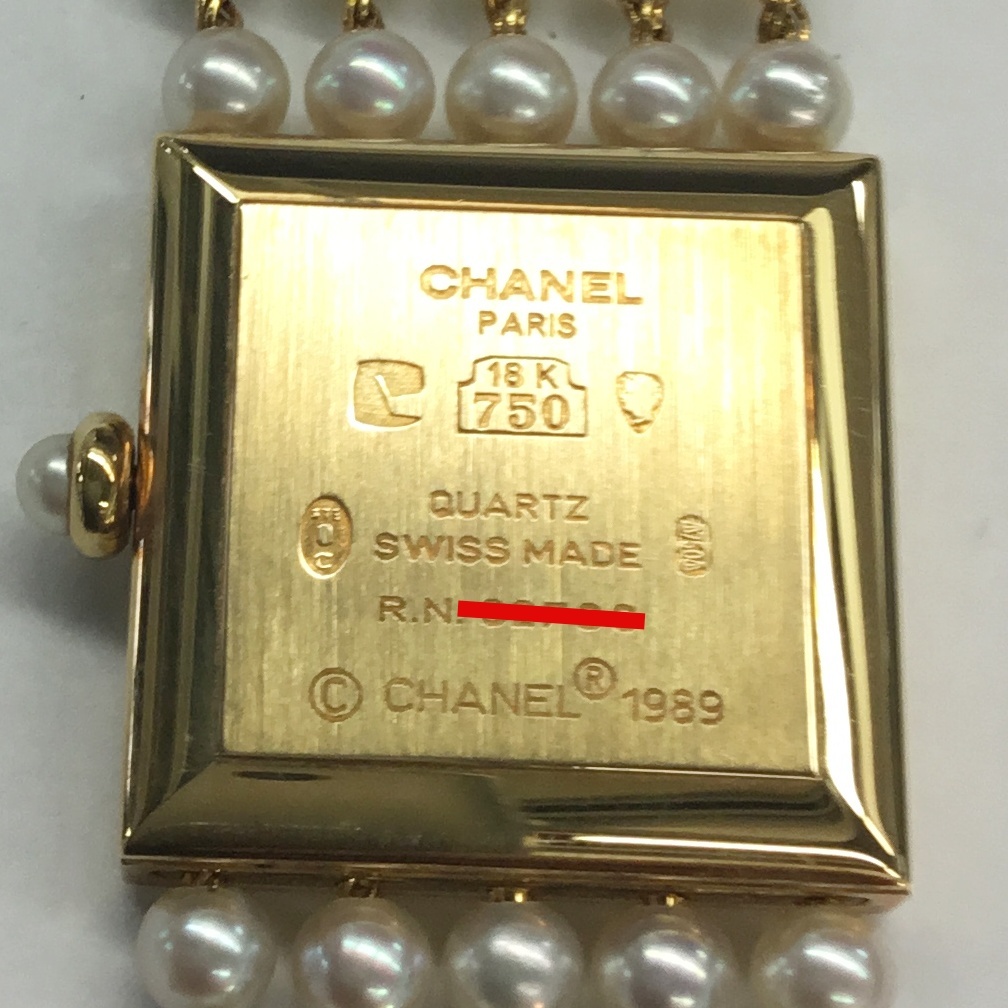 CHANEL
PARIS
18 K
750
QUARTZ
SWISS MADE
R.N.
© CHANEL® 1989